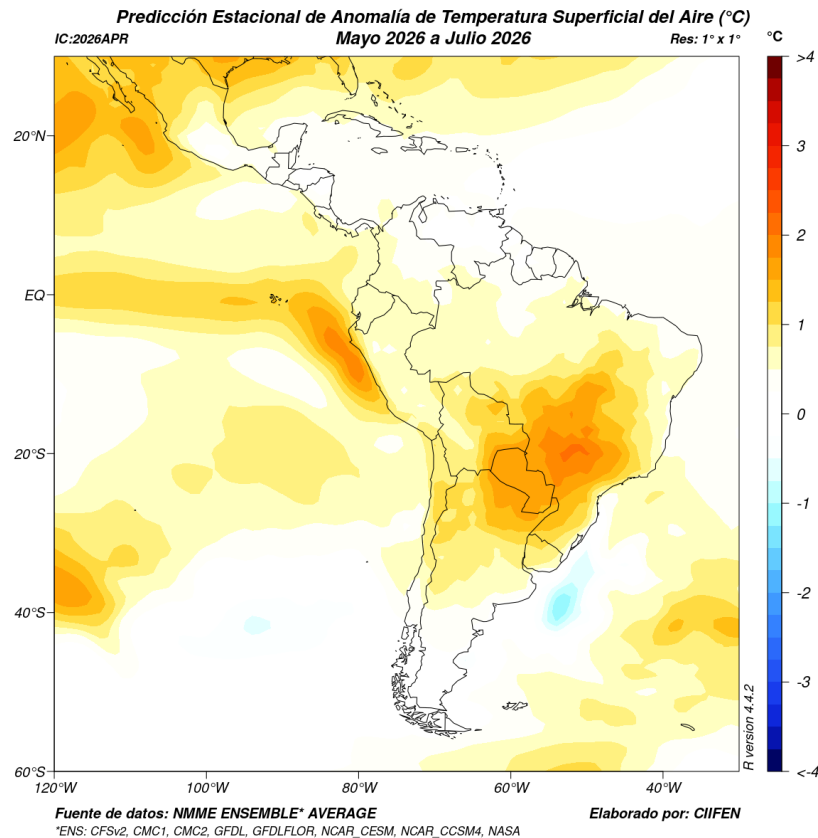 Predicción Estacional de Anomalía de Temperatura Superficial del Aire (°C)
IC:2026APR
Mayo 2026 a Julio 2026
Res: 1° x 1°
°C
>4
3
2
1
0
-1
-2
-3
<-4
20°N
EQ
20°S
40°S
60°S
120°W
100°W
80°W
60°W
40°W
R version 4.4.2
Fuente de datos: NMME ENSEMBLE* AVERAGE
Elaborado por: CIIFEN
*ENS: CFSv2, CMC1, CMC2, GFDL, GFDLFLOR, NCAR_CESM, NCAR_CCSM4, NASA